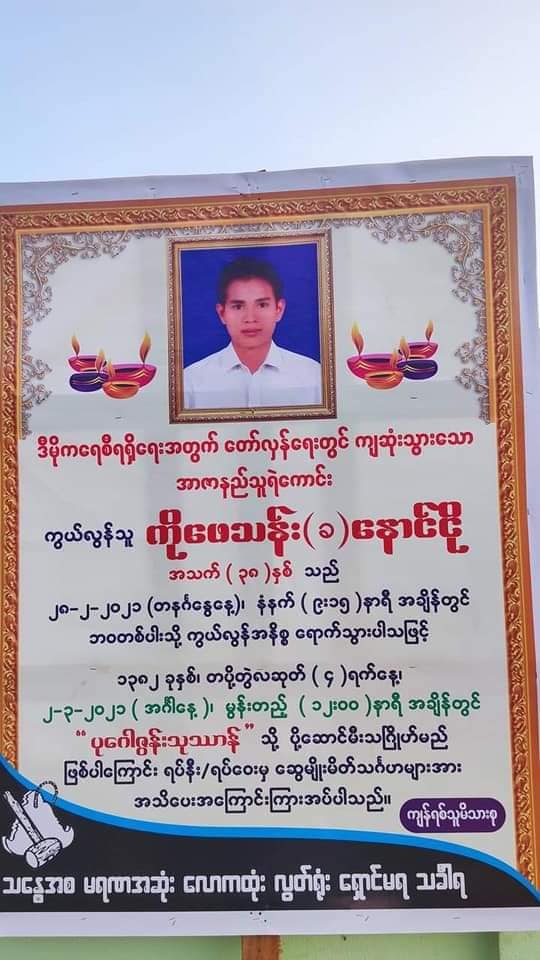 ဒီမိုကရေစီရရှိရေးအတွက် တော်လှန်ရေးတွင် ကျဆုံးသွားသော
အာဇာနည်သူရဲကောင်း
ကွယ်လွန်သူ ကိုဖေသန်း(ခ)နောင်ငို
အသက် ( ၃၈ )နှစ် သည်
၂၈-၂-၂၀၂၁ (တနင်္ဂနွေနေ့)၊ နံနက် ( ၉း၁၅ )နာရီ အချိန်တွင်
ဘဝတစ်ပါးသို့ ကွယ်လွန်အနိစ္စ ရောက်သွားပါသဖြင့်
၁၃၈၂ ခုနှစ်၊ တပို့တွဲလဆုတ် ( ၄ )ရက်နေ့၊
၂-၃-၂၀၂၁ ( အင်္ဂါနေ့ )၊ မွန်းတည့် ( ၁၂း၀၀ )နာရီ အချိန်တွင်
“ ပုဂေါဇွန်းသုဿာန် ” သို့ ပို့ဆောင်မီးသင်္ဂြိုဟ်မည်
ဖြစ်ပါကြောင်း ရပ်နီး/ရပ်ဝေးမှ ဆွေမျိုးမိတ်သင်္ဂဟများအား
အသိပေးအကြောင်းကြားအပ်ပါသည်။
ကျန်ရစ်သူမိသားစု
သနွေအစ မရဏအဆုံး လောကထုံး လွတ်ရုံး ရှောင်မရ သင်္ခါရ